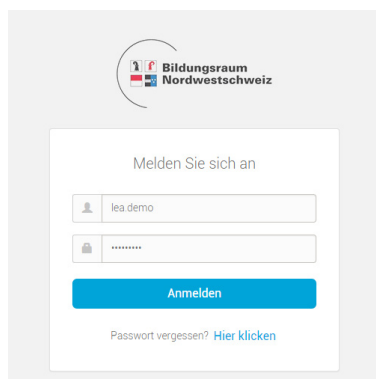 Bildungsraum
Nordwestschweiz
Melden Sie sich an
lea.demo
•••••••••
Anmelden
Passwort vergessen? Hier klicken